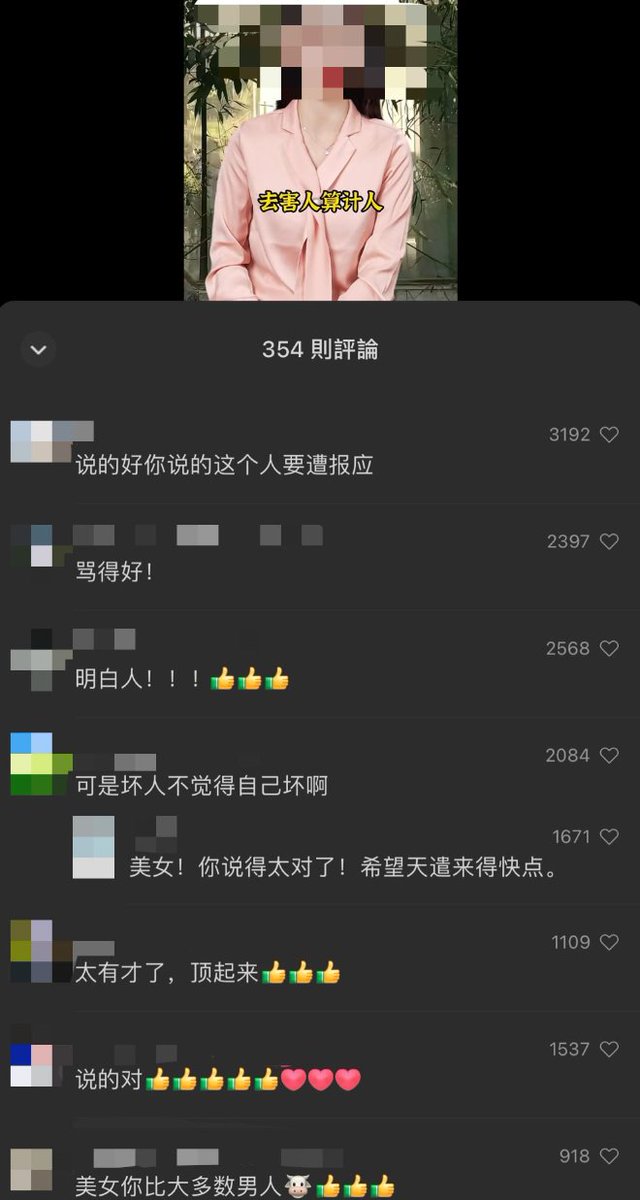 去害人算计人
354 則評論
3192
说的好你说的这个人要遭报应
2397
骂得好！
2568
明白人！！！👍👍👍
2084
可是坏人不觉得自己坏啊
1671
美女！你说得太对了！希望天遣来得快点。
1109
太有才了，顶起来👍👍👍
1537
说的对👍👍👍👍👍❤❤❤
918
美女你比大多数男人🐮👍👍👍